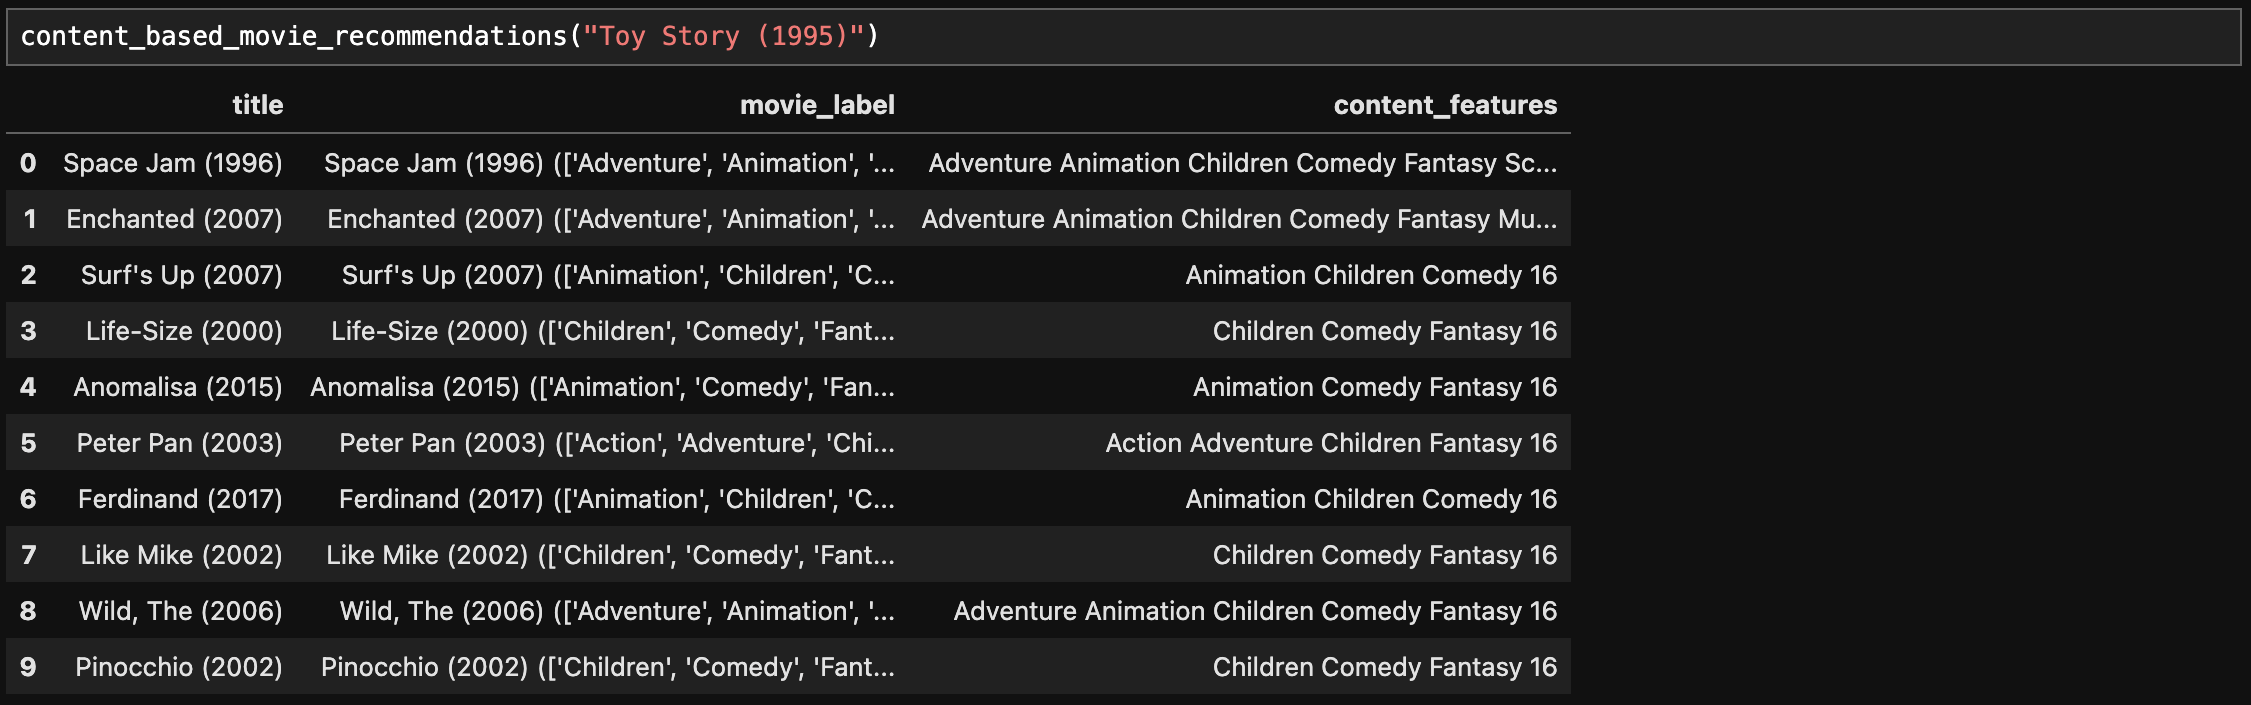 content_based_movie_recommendations("Toy Story (1995)")
title movie_label content_features
0 Space Jam (1996) Space Jam (1996) (['Adventure', 'Animation', '... Adventure Animation Children Comedy Fantasy Sc...
1 Enchanted (2007) Enchanted (2007) (['Adventure', 'Animation', '... Adventure Animation Children Comedy Fantasy Mu...
2 Surf's Up (2007) Surf's Up (2007) (['Animation', 'Children', 'C... Animation Children Comedy 16
3 Life-Size (2000) Life-Size (2000) (['Children', 'Comedy', 'Fant... Children Comedy Fantasy 16
4 Anomalisa (2015) Anomalisa (2015) (['Animation', 'Comedy', 'Fan... Animation Comedy Fantasy 16
5 Peter Pan (2003) Peter Pan (2003) (['Action', 'Adventure', 'Chi... Action Adventure Children Fantasy 16
6 Ferdinand (2017) Ferdinand (2017) (['Animation', 'Children', 'C... Animation Children Comedy 16
7 Like Mike (2002) Like Mike (2002) (['Children', 'Comedy', 'Fant... Children Comedy Fantasy 16
8 Wild, The (2006) Wild, The (2006) (['Adventure', 'Animation', '... Adventure Animation Children Comedy Fantasy 16
9 Pinocchio (2002) Pinocchio (2002) (['Children', 'Comedy', 'Fant... Children Comedy Fantasy 16